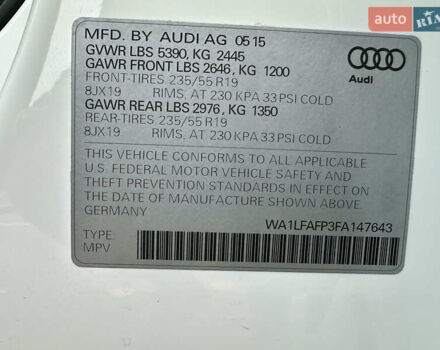 AUTO RIA
MFD. BY AUDI AG 05 15
GVWR LBS 5390, KG 2445
GAWR FRONT LBS 2646, KG 1200
FRONT-TIRES 235/55 R19
8JX19 RIMS, AT 230 KPA 33 PSI COLD
GAWR REAR LBS 2976, KG 1350
REAR-TIRES 235/55 R19
8JX19 RIMS, AT 230 KPA 33 PSI COLD
Audi
THIS VEHICLE CONFORMS TO ALL APPLICABLE
U.S. FEDERAL MOTOR VEHICLE SAFETY AND
THEFT PREVENTION STANDARDS IN EFFECT ON
THE DATE OF MANUFACTURE SHOWN ABOVE
GERMANY
WA1LFAFP3FA147643
TYPE:
MPV